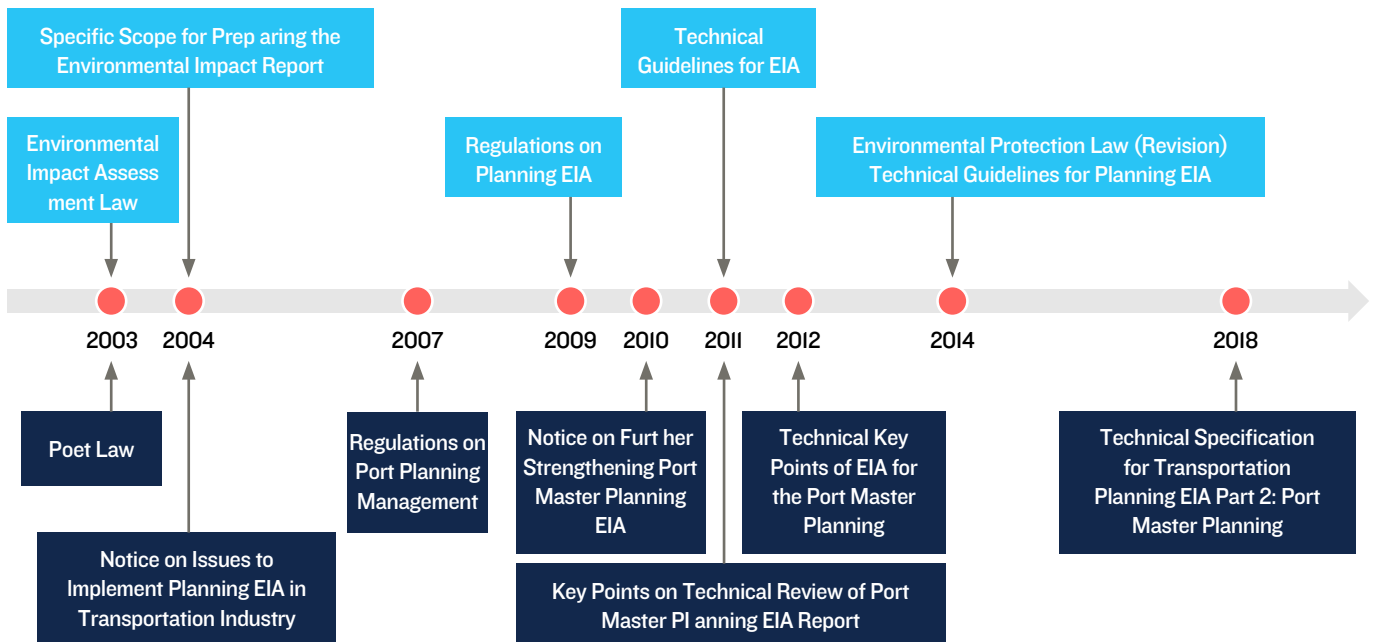 Specific Scope for Prep aring the
Environmental Impact Report
Technical
Guidelines for EIA
Environmental
Impact Assess
ment Law
Regulations on
Planning EIA
Environmental Protection Law (Revision)
Technical Guidelines for Planning EIA
2003
2004
2007
2009
2010
2011
2012
2014
2018
Poet Law
Regulations on
Port Planning
Management
Notice on Furt her
Strengthening Port
Master Planning
EIA
Technical Key
Points of EIA for
the Port Master
Planning
Technical Specification
for Transportation
Planning EIA Part 2: Port
Master Planning
Notice on Issues to
Implement Planning EIA in
Transportation Industry
Key Points on Technical Review of Port
Master Pl anning EIA Report